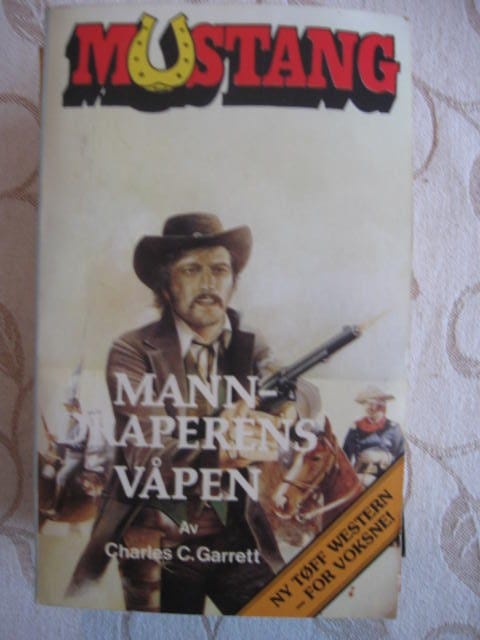 MUSTANG
MANN-
DRAPERENS
VÅPEN
Av
Charles C. Garrett
NY TØFF WESTERN
... FOR VOKSNE!